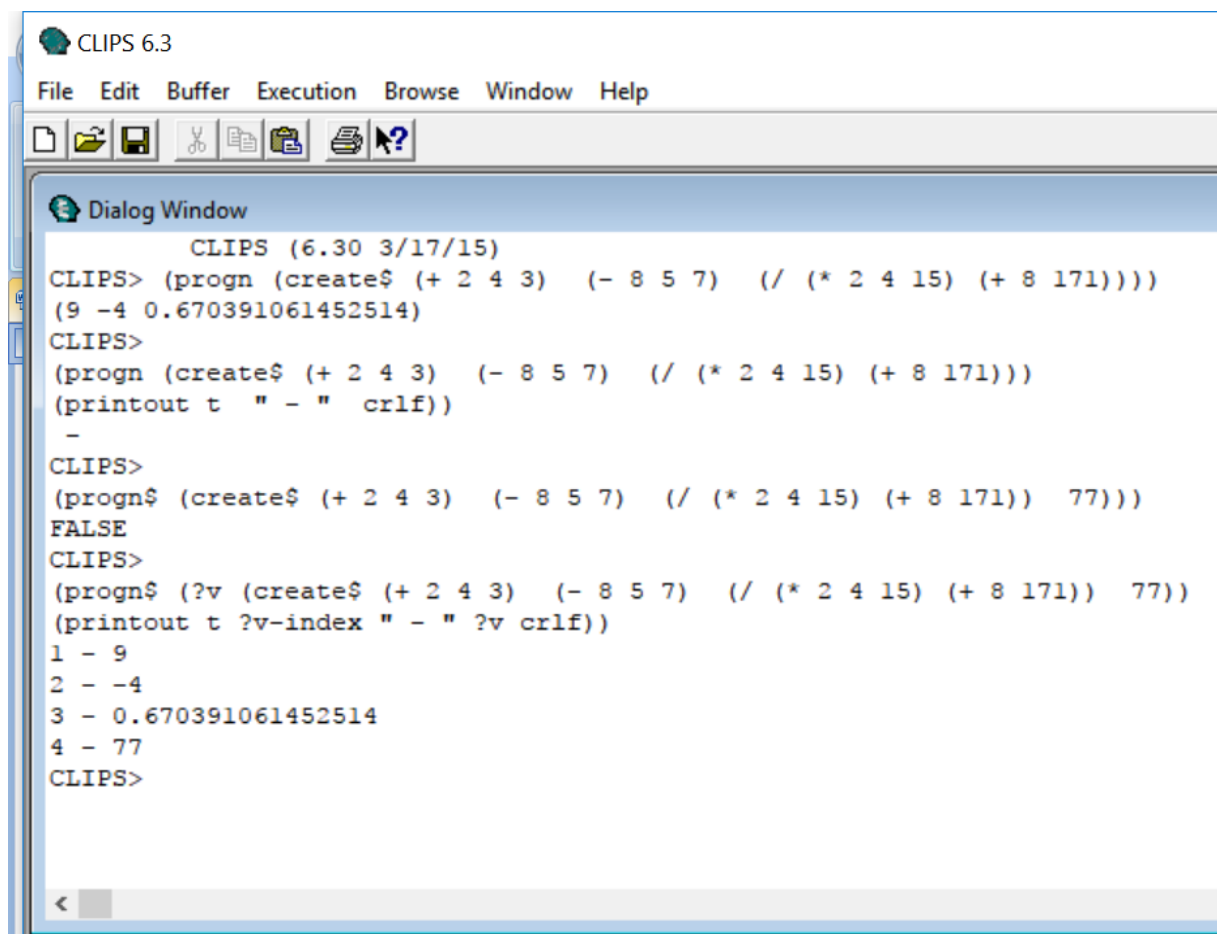 CLIPS 6.3
File Edit Buffer Execution Browse Window Help
Dialog Window
CLIPS (6.30 3/17/15)
CLIPS> (progn (create$ (+ 2 4 3)  (- 8 5 7)  (/ (* 2 4 15) (+ 8 171))))
(9 -4 0.670391061452514)
CLIPS>
(progn (create$ (+ 2 4 3)  (- 8 5 7)  (/ (* 2 4 15) (+ 8 171)))
(printout t  " - "  crlf))
-
CLIPS>
(progn$ (create$ (+ 2 4 3)  (- 8 5 7)  (/ (* 2 4 15) (+ 8 171))  77)))
FALSE
CLIPS>
(progn$ (?v (create$ (+ 2 4 3)  (- 8 5 7)  (/ (* 2 4 15) (+ 8 171))  77))
(printout t ?v-index " - " ?v crlf))
1 - 9
2 - -4
3 - 0.670391061452514
4 - 77
CLIPS>